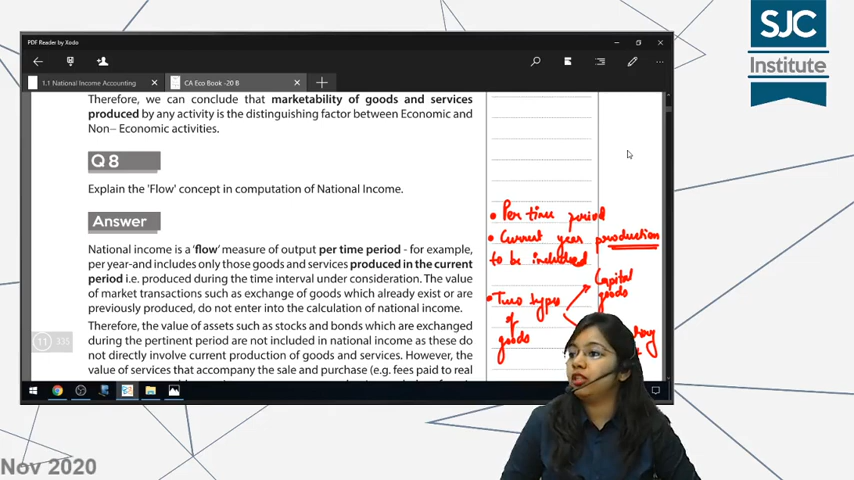 PDF Reader by Xodo
1.1 National Income Accounting
CA Eco Book -20 B
SJC
Institute
Therefore, we can conclude that marketability of goods and services
produced by any activity is the distinguishing factor between Economic and
Non– Economic activities.
Q 8
Explain the 'Flow' concept in computation of National Income.
Answer
National income is a 'flow' measure of output per time period - for example,
per year-and includes only those goods and services produced in the current
period i.e. produced during the time interval under consideration. The value
of market transactions such as exchange of goods which already exist or are
previously produced, do not enter into the calculation of national income.
Therefore, the value of assets such as stocks and bonds which are exchanged
during the pertinent period are not included in national income as these do
not directly involve current production of goods and services. However, the
value of services that accompany the sale and purchase (e.g. fees paid to real
11 335
• Per time period
• Current year production
to be included
• Two types
of
goods
Capital
goods
Nov 2020